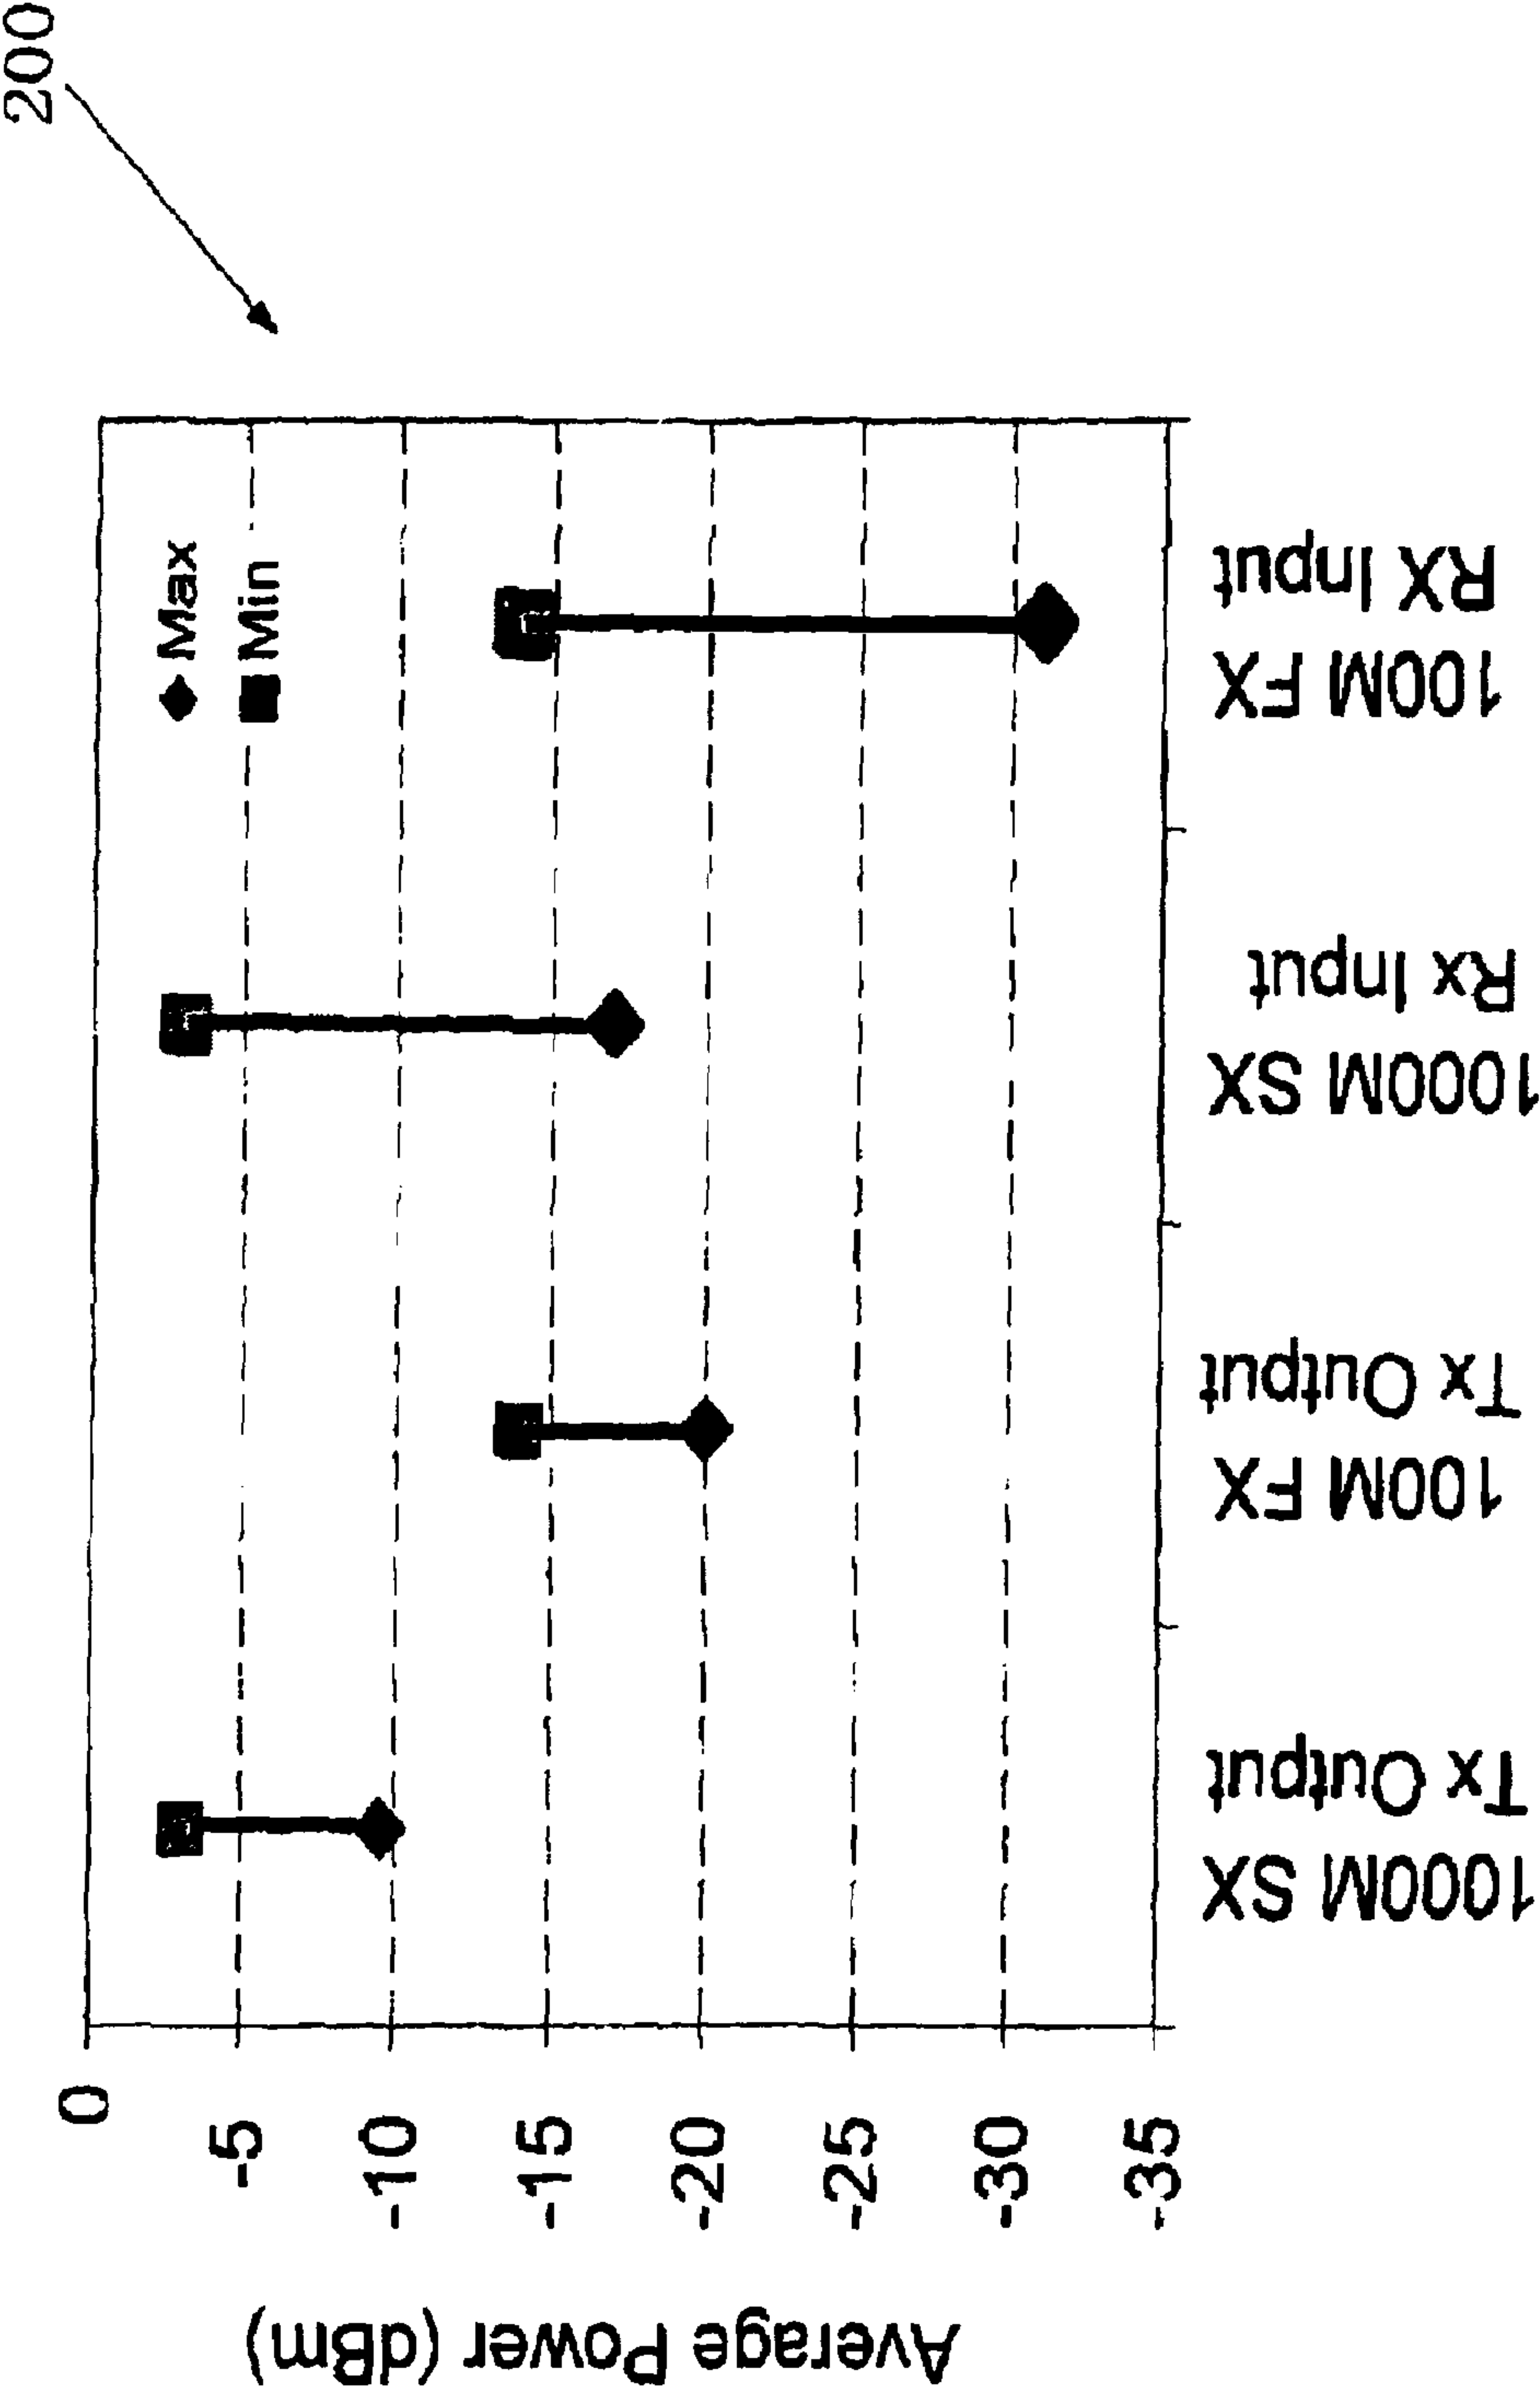 200
Average Power (dBm)
0
-5
-10
-15
-20
-25
-30
-35
Max
Min
1000M SX
Tx Output
100M FX
Tx Output
1000M SX
Rx Input
100M FX
RX Input